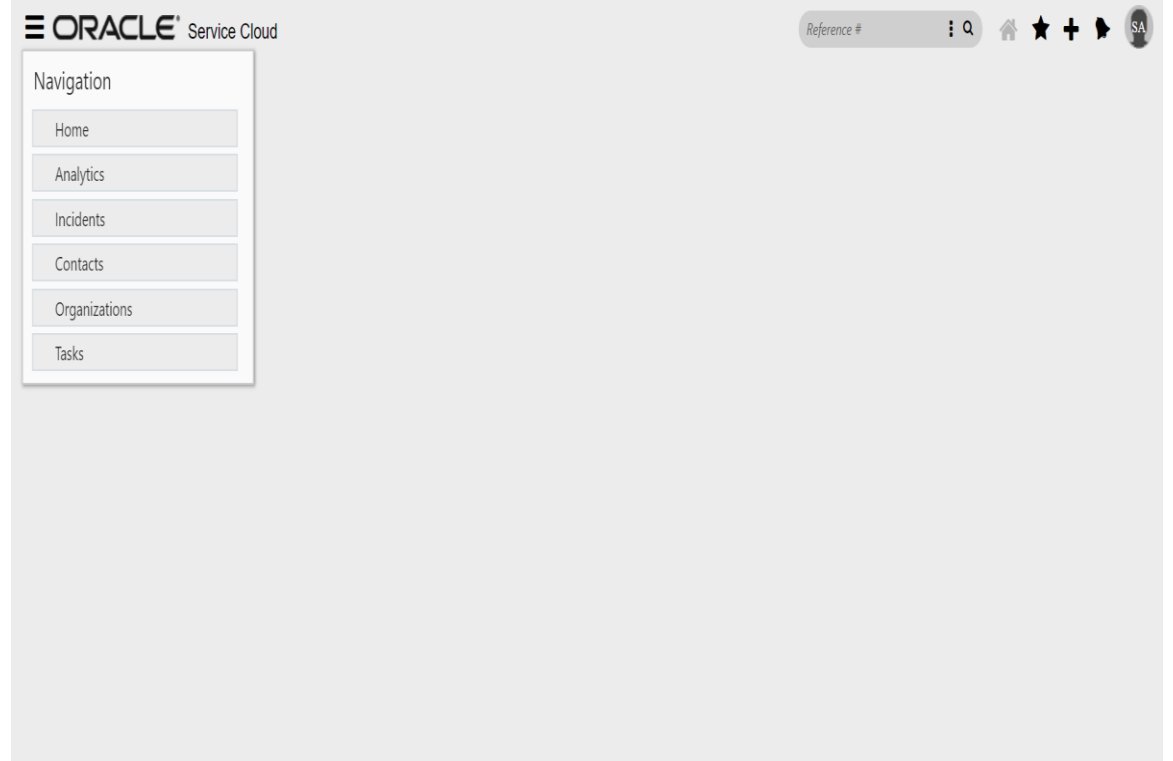 ORACLE® Service Cloud
Reference #
SA
Navigation
Home
Analytics
Incidents
Contacts
Organizations
Tasks